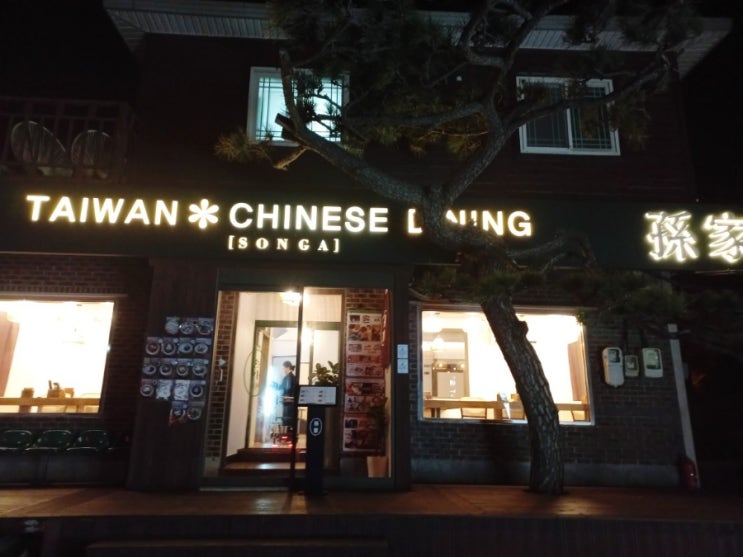 TAIWAN * CHINESE DINING 孫家
[SONGA]